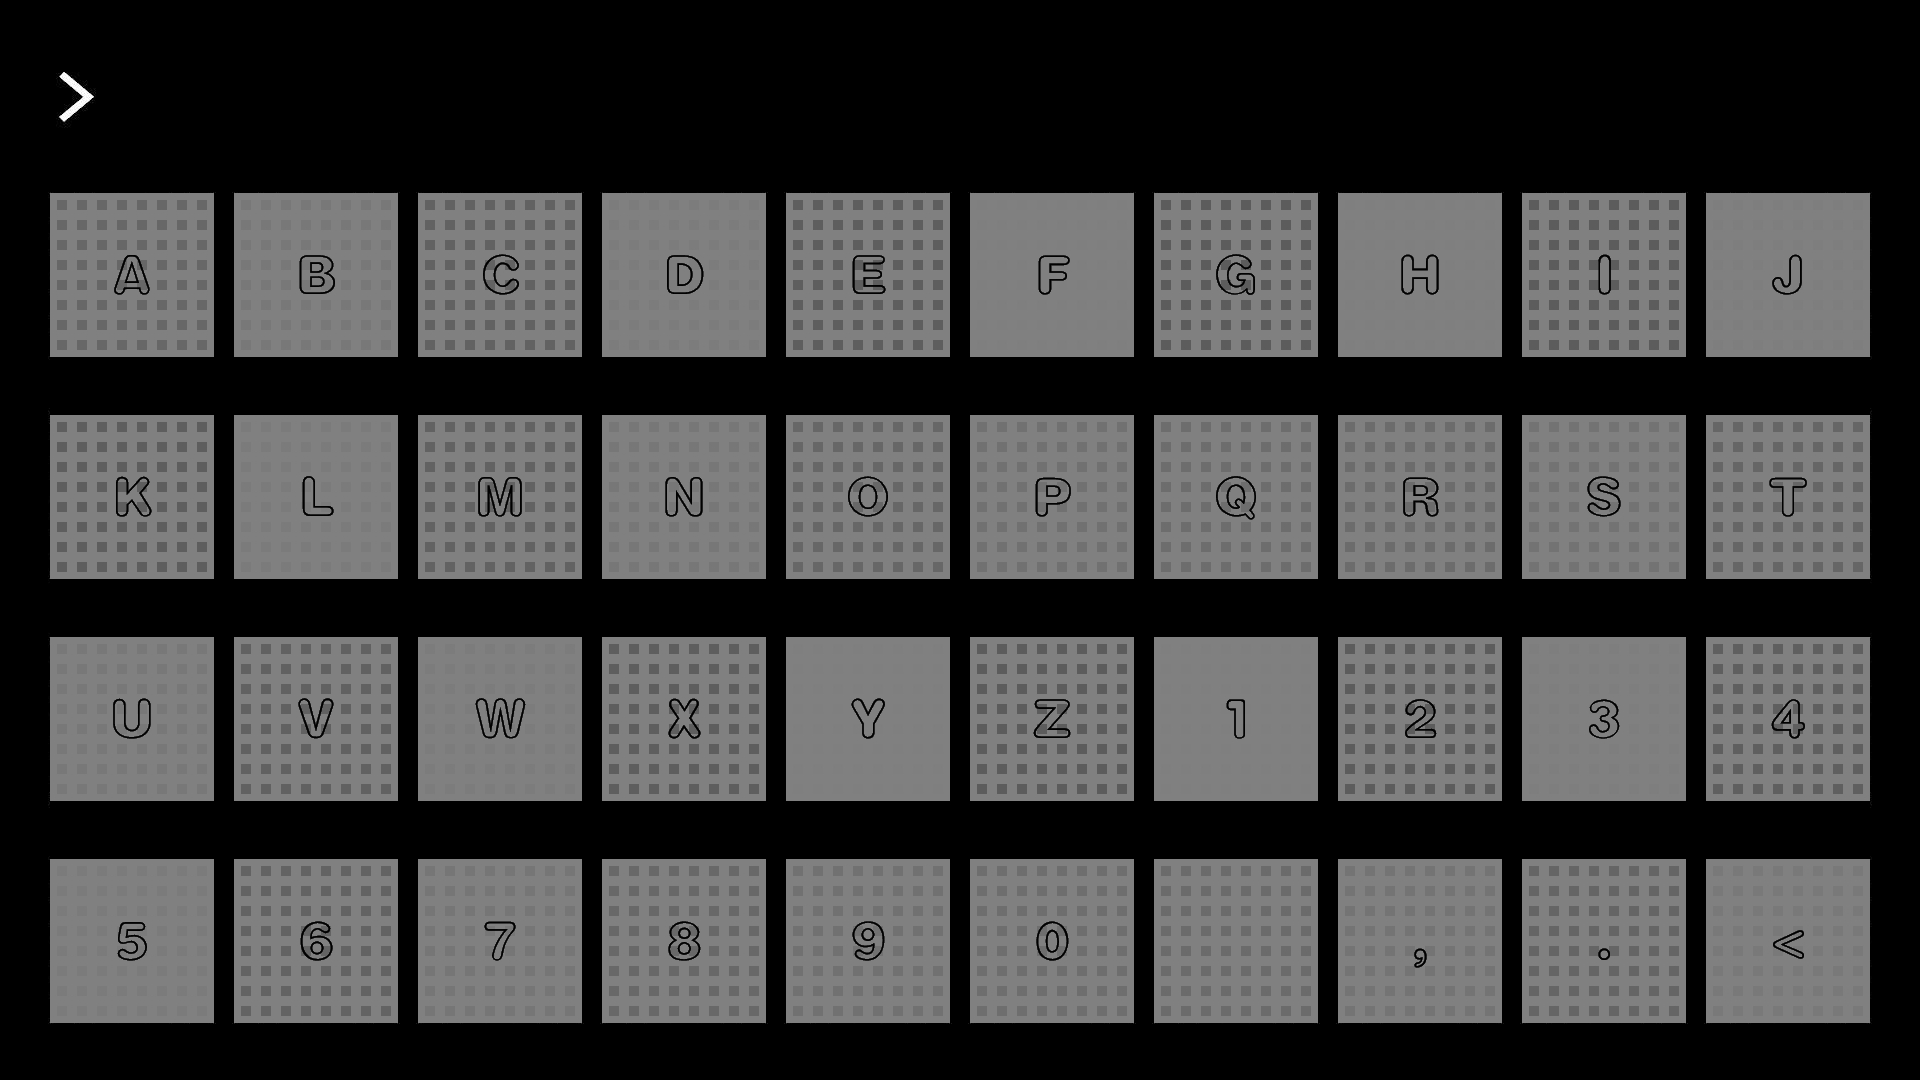 >
A B C D E F G H I J
K L M N O P Q R S T
U V W X Y Z 1 2 3 4
5 6 7 8 9 0 , . <